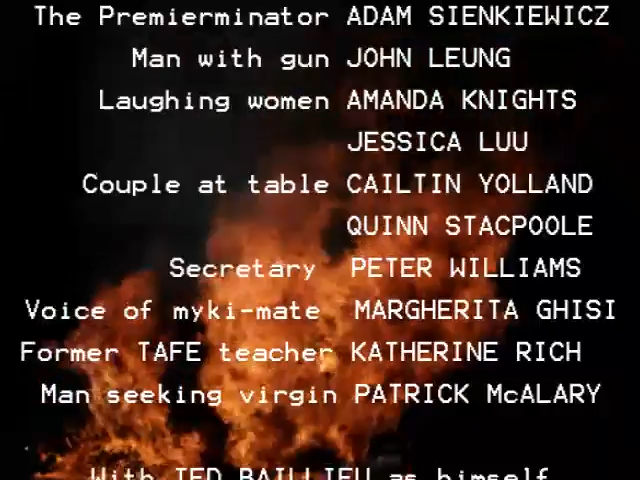 The Premierminator ADAM SIENKIEWICZ
Man with gun JOHN LEUNG
Laughing women AMANDA KNIGHTS
JESSICA LUU
Couple at table CAILTIN YOLLAND
QUINN STACPOOLE
Secretary PETER WILLIAMS
Voice of myki-mate MARGHERITA GHISI
Former TAFE teacher KATHERINE RICH
Man seeking virgin PATRICK McALARY
With TED BAILLIEU as himself